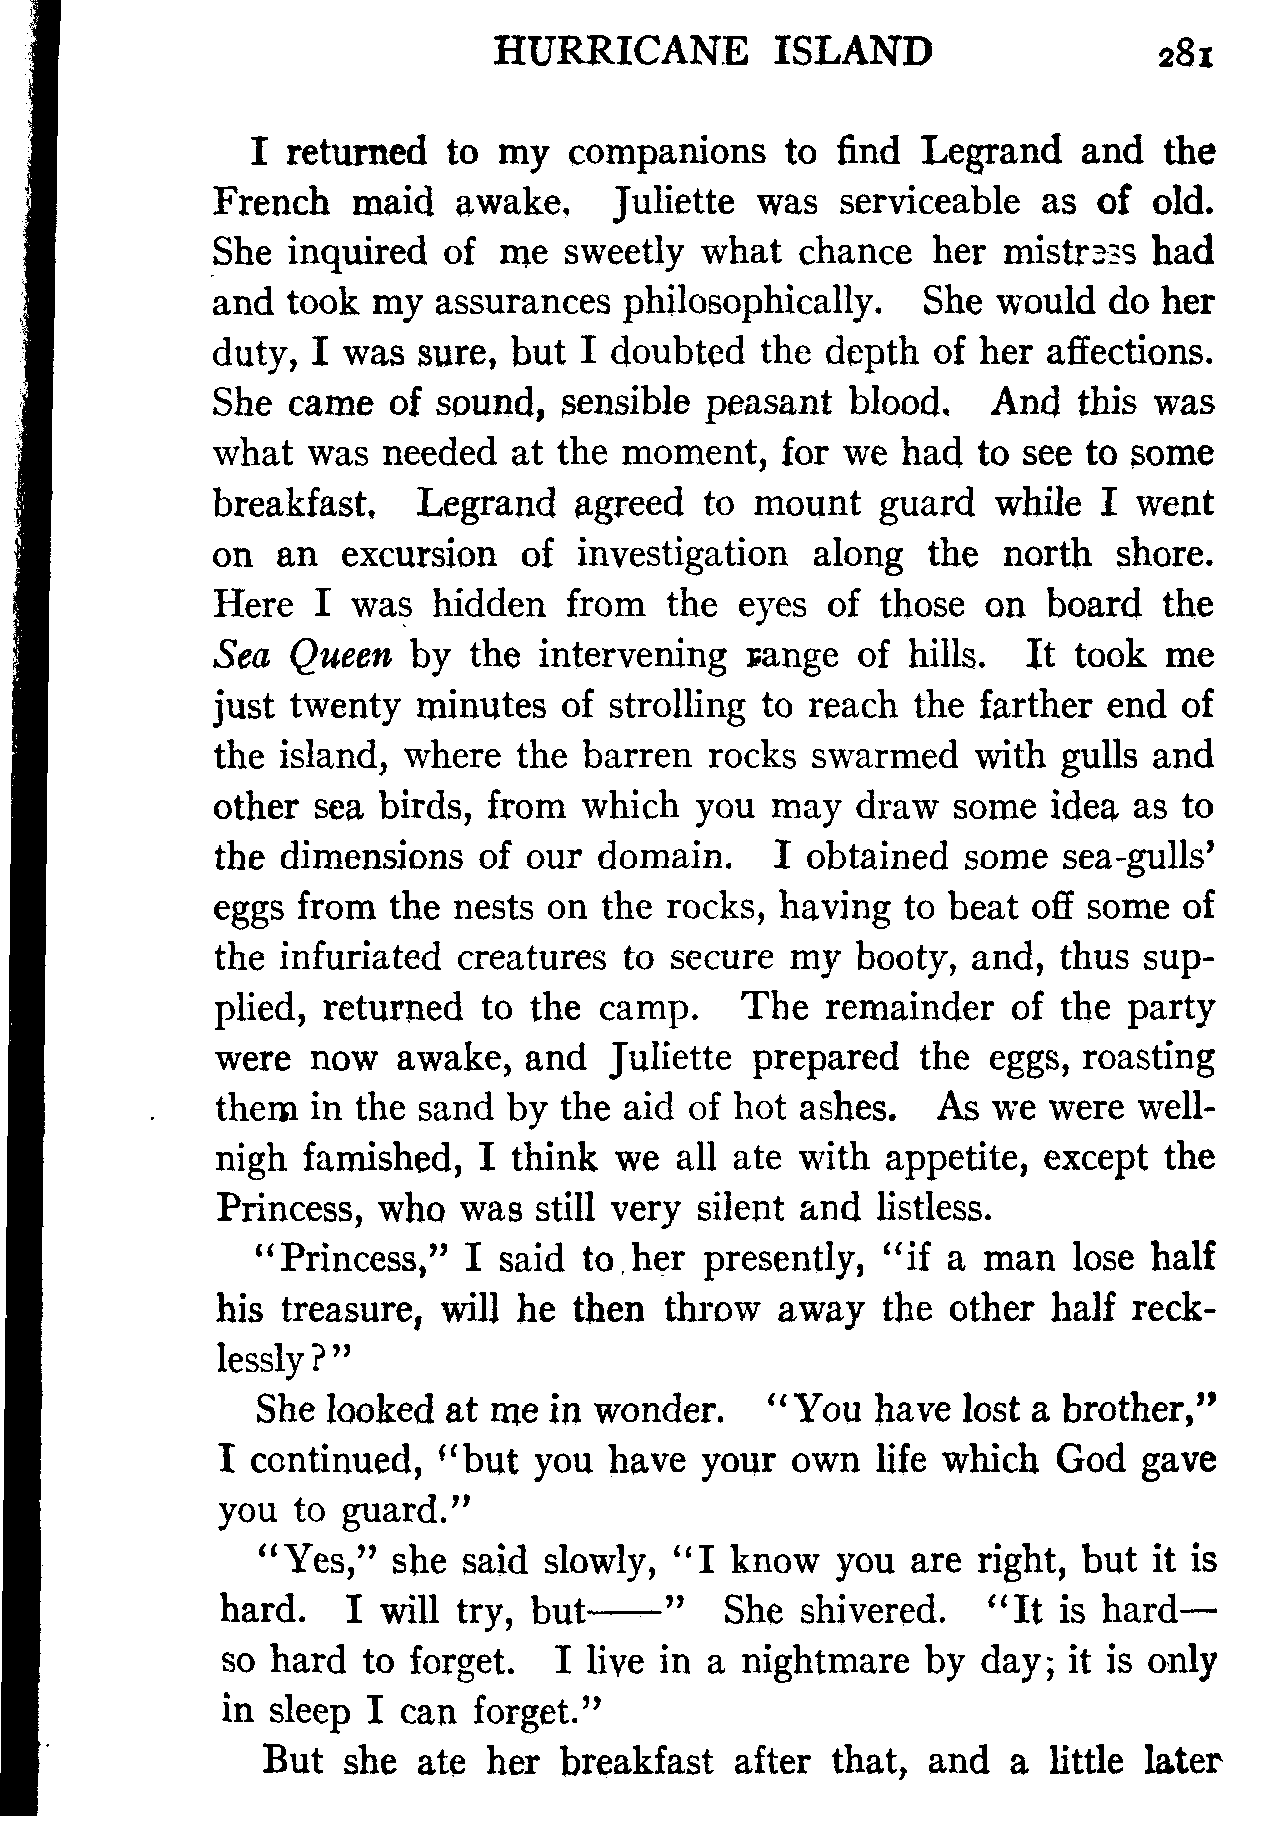 HURRICANE ISLAND 281
I returned to my companions to find Legrand and the
French maid awake. Juliette was serviceable as of old.
She inquired of me sweetly what chance her mistress had
and took my assurances philosophically. She would do her
duty, I was sure, but I doubted the depth of her affections.
She came of sound, sensible peasant blood. And this was
what was needed at the moment, for we had to see to some
breakfast. Legrand agreed to mount guard while I went
on an excursion of investigation along the north shore.
Here I was hidden from the eyes of those on board the
Sea Queen by the intervening range of hills. It took me
just twenty minutes of strolling to reach the farther end of
the island, where the barren rocks swarmed with gulls and
other sea birds, from which you may draw some idea as to
the dimensions of our domain. I obtained some sea-gulls'
eggs from the nests on the rocks, having to beat off some of
the infuriated creatures to secure my booty, and, thus sup-
plied, returned to the camp. The remainder of the party
were now awake, and Juliette prepared the eggs, roasting
them in the sand by the aid of hot ashes. As we were well-
nigh famished, I think we all ate with appetite, except the
Princess, who was still very silent and listless.
"Princess," I said to her presently, "if a man lose half
his treasure, will he then throw away the other half reck-
lessly?"
She looked at me in wonder. "You have lost a brother,"
I continued, "but you have your own life which God gave
you to guard."
"Yes," she said slowly, "I know you are right, but it is
hard. I will try, but——" She shivered. "It is hard—
so hard to forget. I live in a nightmare by day; it is only
in sleep I can forget."
But she ate her breakfast after that, and a little later